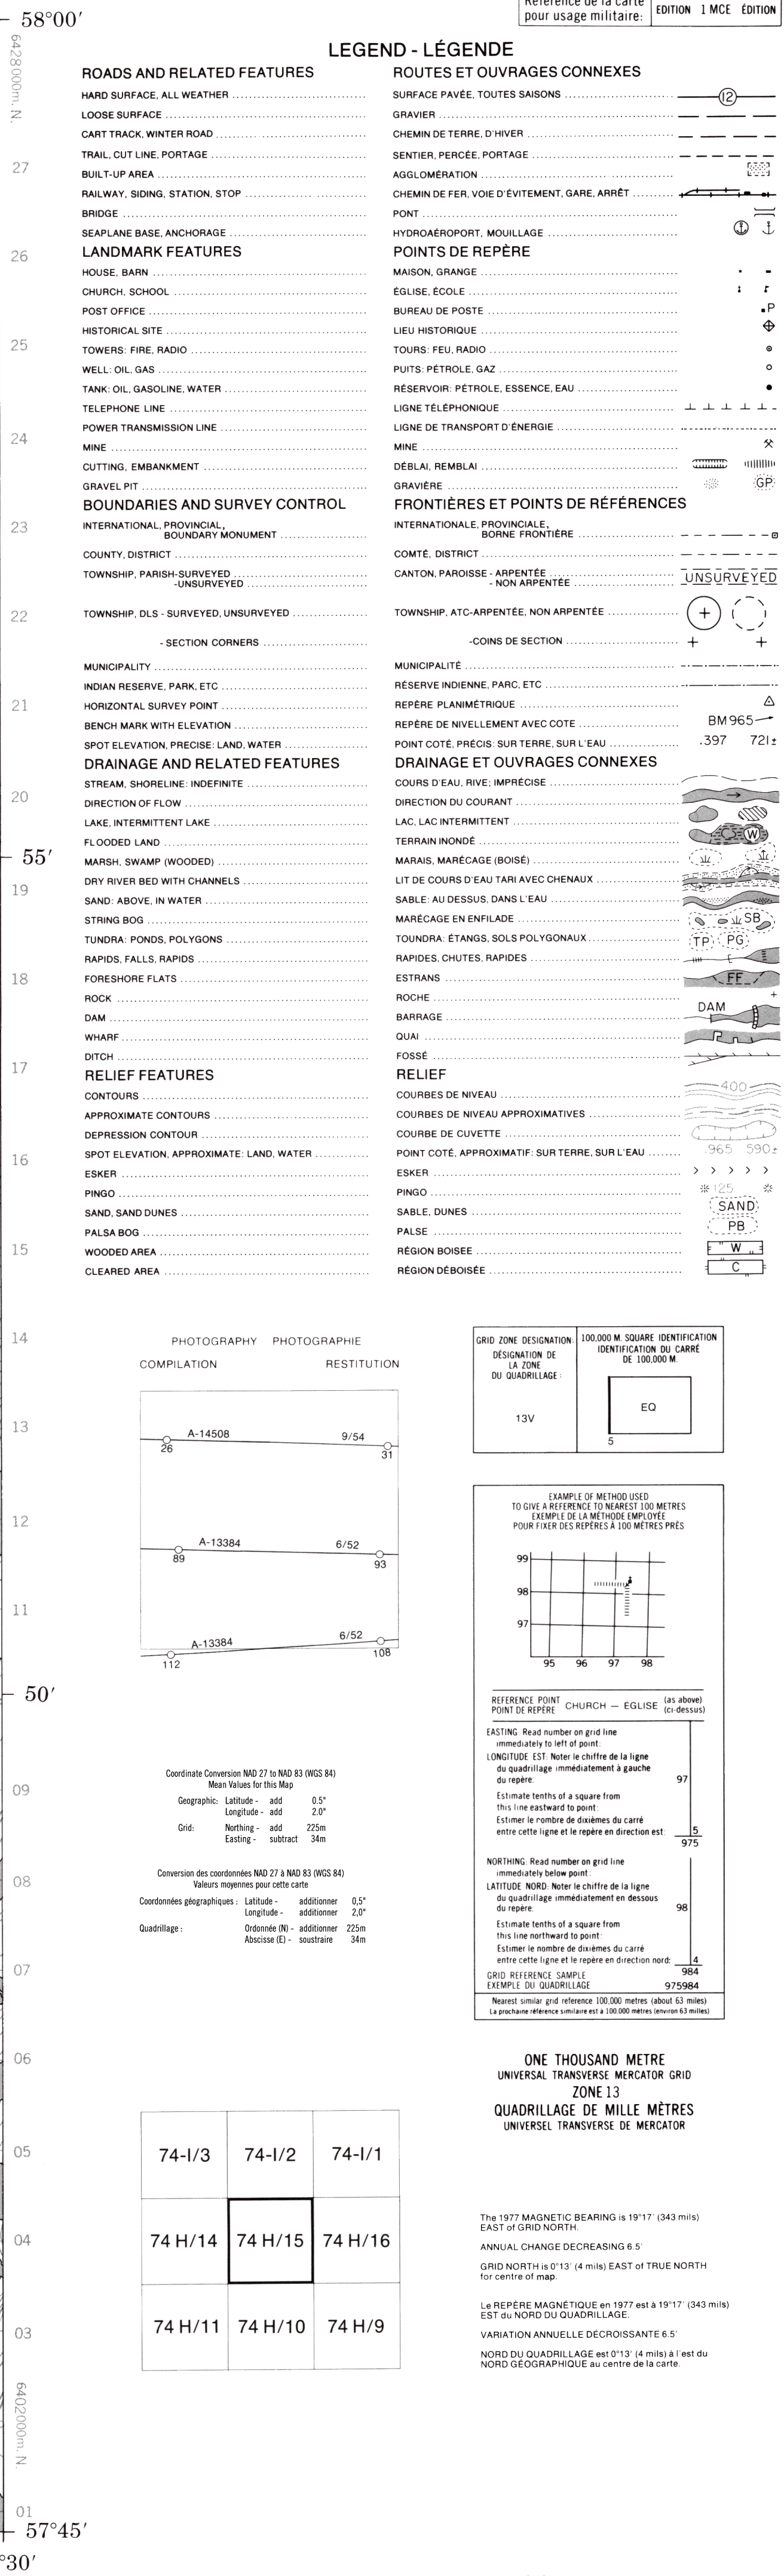 58°00′
Référence de la carte
pour usage militaire:
EDITION 1 MCE ÉDITION
6428000m. N.
27
26
25
24
23
22
21
20
55′
19
18
17
16
15
14
13
12
11
50′
09
08
07
06
05
04
03
6402000m. N.
01
57°45′
°30′
LEGEND - LÉGENDE
ROADS AND RELATED FEATURES
HARD SURFACE, ALL WEATHER
LOOSE SURFACE
CART TRACK, WINTER ROAD
TRAIL, CUT LINE, PORTAGE
BUILT-UP AREA
RAILWAY, SIDING, STATION, STOP
BRIDGE
SEAPLANE BASE, ANCHORAGE
LANDMARK FEATURES
HOUSE, BARN
CHURCH, SCHOOL
POST OFFICE
HISTORICAL SITE
TOWERS: FIRE, RADIO
WELL: OIL, GAS
TANK: OIL, GASOLINE, WATER
TELEPHONE LINE
POWER TRANSMISSION LINE
MINE
CUTTING, EMBANKMENT
GRAVEL PIT
BOUNDARIES AND SURVEY CONTROL
INTERNATIONAL, PROVINCIAL,
BOUNDARY MONUMENT
COUNTY, DISTRICT
TOWNSHIP, PARISH-SURVEYED
-UNSURVEYED
TOWNSHIP, DLS - SURVEYED, UNSURVEYED
- SECTION CORNERS
MUNICIPALITY
INDIAN RESERVE, PARK, ETC
HORIZONTAL SURVEY POINT
BENCH MARK WITH ELEVATION
SPOT ELEVATION, PRECISE: LAND, WATER
DRAINAGE AND RELATED FEATURES
STREAM, SHORELINE: INDEFINITE
DIRECTION OF FLOW
LAKE, INTERMITTENT LAKE
FLOODED LAND
MARSH, SWAMP (WOODED)
DRY RIVER BED WITH CHANNELS
SAND: ABOVE, IN WATER
STRING BOG
TUNDRA: PONDS, POLYGONS
RAPIDS, FALLS, RAPIDS
FORESHORE FLATS
ROCK
DAM
WHARF
DITCH
RELIEF FEATURES
CONTOURS
APPROXIMATE CONTOURS
DEPRESSION CONTOUR
SPOT ELEVATION, APPROXIMATE: LAND, WATER
ESKER
PINGO
SAND, SAND DUNES
PALSA BOG
WOODED AREA
CLEARED AREA
ROUTES ET OUVRAGES CONNEXES
SURFACE PAVÉE, TOUTES SAISONS
12
GRAVIER
CHEMIN DE TERRE, D'HIVER
SENTIER, PERCÉE, PORTAGE
AGGLOMÉRATION
CHEMIN DE FER, VOIE D'ÉVITEMENT, GARE, ARRÊT
PONT
HYDROAÉROPORT, MOUILLAGE
POINTS DE REPÈRE
MAISON, GRANGE
ÉGLISE, ÉCOLE
BUREAU DE POSTE
P
LIEU HISTORIQUE
TOURS: FEU, RADIO
PUITS: PÉTROLE, GAZ
RÉSERVOIR: PÉTROLE, ESSENCE, EAU
LIGNE TÉLÉPHONIQUE
LIGNE DE TRANSPORT D'ÉNERGIE
MINE
DÉBLAI, REMBLAI
GRAVIÈRE
GP
FRONTIÈRES ET POINTS DE RÉFÉRENCES
INTERNATIONALE, PROVINCIALE,
BORNE FRONTIÈRE
COMTÉ, DISTRICT
CANTON, PAROISSE - ARPENTÉE
- NON ARPENTÉE
UNSURVEYED
TOWNSHIP, ATC-ARPENTÉE, NON ARPENTÉE
-COINS DE SECTION
MUNICIPALITÉ
RÉSERVE INDIENNE, PARC, ETC
REPÈRE PLANIMÉTRIQUE
REPÈRE DE NIVELLEMENT AVEC COTE
BM 965
POINT COTÉ, PRÉCIS: SUR TERRE, SUR L'EAU
.397 721±
DRAINAGE ET OUVRAGES CONNEXES
COURS D'EAU, RIVE; IMPRÉCISE
DIRECTION DU COURANT
LAC, LAC INTERMITTENT
TERRAIN INONDÉ
W
MARAIS, MARÉCAGE (BOISÉ)
LIT DE COURS D'EAU TARI AVEC CHENAUX
SABLE: AU DESSUS, DANS L'EAU
MARÉCAGE EN ENFILADE
SB
TOUNDRA: ÉTANGS, SOLS POLYGONAUX
TP PG
RAPIDES, CHUTES, RAPIDES
ESTRANS
FF
ROCHE
BARRAGE
DAM
QUAI
FOSSÉ
RELIEF
COURBES DE NIVEAU
400
COURBES DE NIVEAU APPROXIMATIVES
COURBE DE CUVETTE
POINT COTÉ, APPROXIMATIF: SUR TERRE, SUR L'EAU
.965 590±
ESKER
PINGO
125
SABLE, DUNES
SAND
PALSE
PB
RÉGION BOISEE
W
RÉGION DÉBOISÉE
C
PHOTOGRAPHY PHOTOGRAPHIE
COMPILATION RESTITUTION
A-14508 9/54
26 31
A-13384 6/52
89 93
A-13384 6/52
112 108
GRID ZONE DESIGNATION:
DÉSIGNATION DE
LA ZONE
DU QUADRILLAGE :
13V
100,000 M. SQUARE IDENTIFICATION
IDENTIFICATION DU CARRÉ
DE 100,000 M.
EQ
5
EXAMPLE OF METHOD USED
TO GIVE A REFERENCE TO NEAREST 100 METRES
EXEMPLE DE LA MÉTHODE EMPLOYÉE
POUR FIXER DES REPÈRES À 100 MÈTRES PRÈS
99
98
97
95 96 97 98
REFERENCE POINT
POINT DE REPÈRE
CHURCH — ÉGLISE
(as above)
(ci-dessus)
EASTING: Read number on grid line
immediately to left of point:
LONGITUDE EST: Noter le chiffre de la ligne
du quadrillage immédiatement à gauche
du repère: 97
Estimate tenths of a square from
this line eastward to point:
Estimer le nombre de dixièmes du carré
entre cette ligne et le repère en direction est: 5
975
NORTHING: Read number on grid line
immediately below point:
LATITUDE NORD: Noter le chiffre de la ligne
du quadrillage immédiatement en dessous
du repère: 98
Estimate tenths of a square from
this line northward to point:
Estimer le nombre de dixièmes du carré
entre cette ligne et le repère en direction nord: 4
984
GRID REFERENCE SAMPLE
EXEMPLE DU QUADRILLAGE 975984
Nearest similar grid reference 100,000 metres (about 63 miles)
La prochaine référence similaire est à 100,000 mètres (environ 63 milles)
Coordinate Conversion NAD 27 to NAD 83 (WGS 84)
Mean Values for this Map
Geographic: Latitude - add 0.5"
Longitude - add 2.0"
Grid: Northing - add 225m
Easting - subtract 34m
Conversion des coordonnées NAD 27 à NAD 83 (WGS 84)
Valeurs moyennes pour cette carte
Coordonnées géographiques : Latitude - additionner 0,5"
Longitude - additionner 2,0"
Quadrillage : Ordonnée (N) - additionner 225m
Abscisse (E) - soustraire 34m
ONE THOUSAND METRE
UNIVERSAL TRANSVERSE MERCATOR GRID
ZONE 13
QUADRILLAGE DE MILLE MÈTRES
UNIVERSEL TRANSVERSE DE MERCATOR
74-I/3 74-I/2 74-I/1
74 H/14 74 H/15 74 H/16
74 H/11 74 H/10 74 H/9
The 1977 MAGNETIC BEARING is 19°17′ (343 mils)
EAST of GRID NORTH.
ANNUAL CHANGE DECREASING 6.5′
GRID NORTH is 0°13′ (4 mils) EAST of TRUE NORTH
for centre of map.
Le REPÈRE MAGNÉTIQUE en 1977 est à 19°17′ (343 mils)
EST du NORD DU QUADRILLAGE.
VARIATION ANNUELLE DÉCROISSANTE 6.5′
NORD DU QUADRILLAGE est 0°13′ (4 mils) à l'est du
NORD GÉOGRAPHIQUE au centre de la carte.